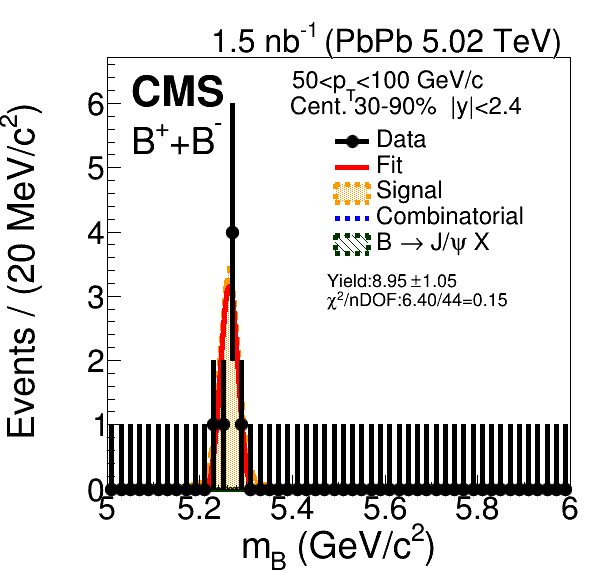 1.5 nb⁻¹ (PbPb 5.02 TeV)
CMS
B⁺+B⁻
50<p_T<100 GeV/c
Cent. 30-90% |y|<2.4
Data
Fit
Signal
Combinatorial
B → J/ψ X
Yield:8.95±1.05
χ²/nDOF:6.40/44=0.15
Events / (20 MeV/c²)
6
5
4
3
2
1
0
5 5.2 5.4 5.6 5.8 6
m_B (GeV/c²)